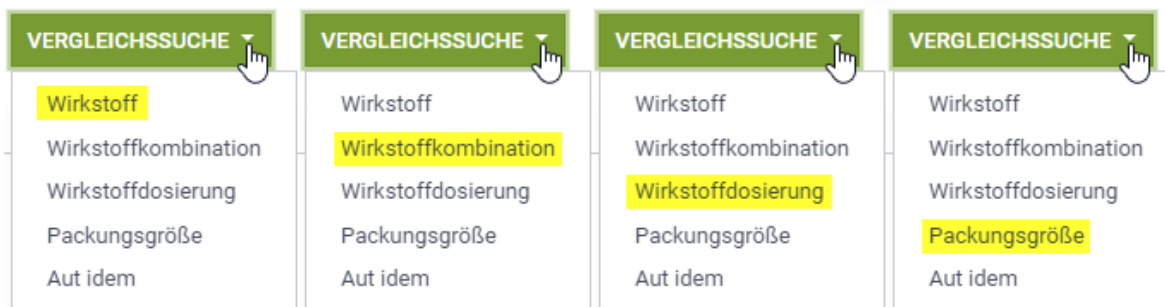 VERGLEICHSSUCHE
Wirkstoff
Wirkstoffkombination
Wirkstoffdosierung
Packungsgröße
Aut idem
VERGLEICHSSUCHE
Wirkstoff
Wirkstoffkombination
Wirkstoffdosierung
Packungsgröße
Aut idem
VERGLEICHSSUCHE
Wirkstoff
Wirkstoffkombination
Wirkstoffdosierung
Packungsgröße
Aut idem
VERGLEICHSSUCHE
Wirkstoff
Wirkstoffkombination
Wirkstoffdosierung
Packungsgröße
Aut idem